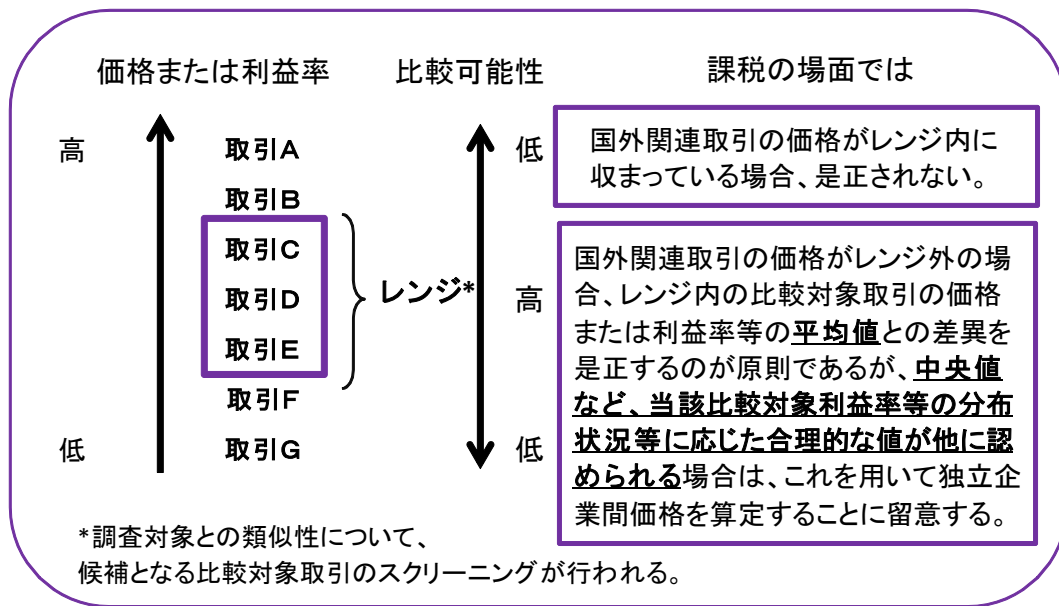 価格または利益率
比較可能性
課税の場面では
高
低
取引A
取引B
取引C
取引D
取引E
取引F
取引G
レンジ*
低
高
低
国外関連取引の価格がレンジ内に
収まっている場合、是正されない。
国外関連取引の価格がレンジ外の場
合、レンジ内の比較対象取引の価格
または利益率等の平均値との差異を
是正するのが原則であるが、中央値
など、当該比較対象利益率等の分布
状況等に応じた合理的な値が他に認
められる場合は、これを用いて独立企
業間価格を算定することに留意する。
*調査対象との類似性について、
候補となる比較対象取引のスクリーニングが行われる。